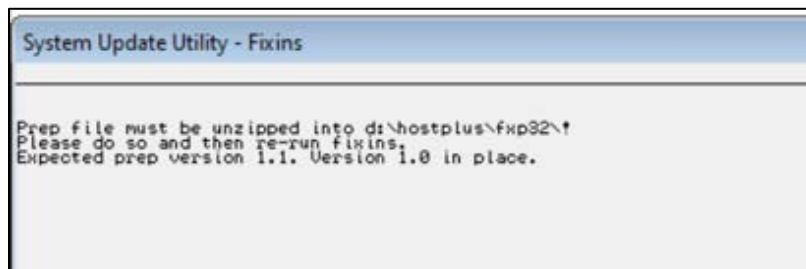 System Update Utility - Fixins
Prep file must be unzipped into d:\hostplus\fxp32\!
Please do so and then re-run fixins.
Expected prep version 1.1. Version 1.0 in place.